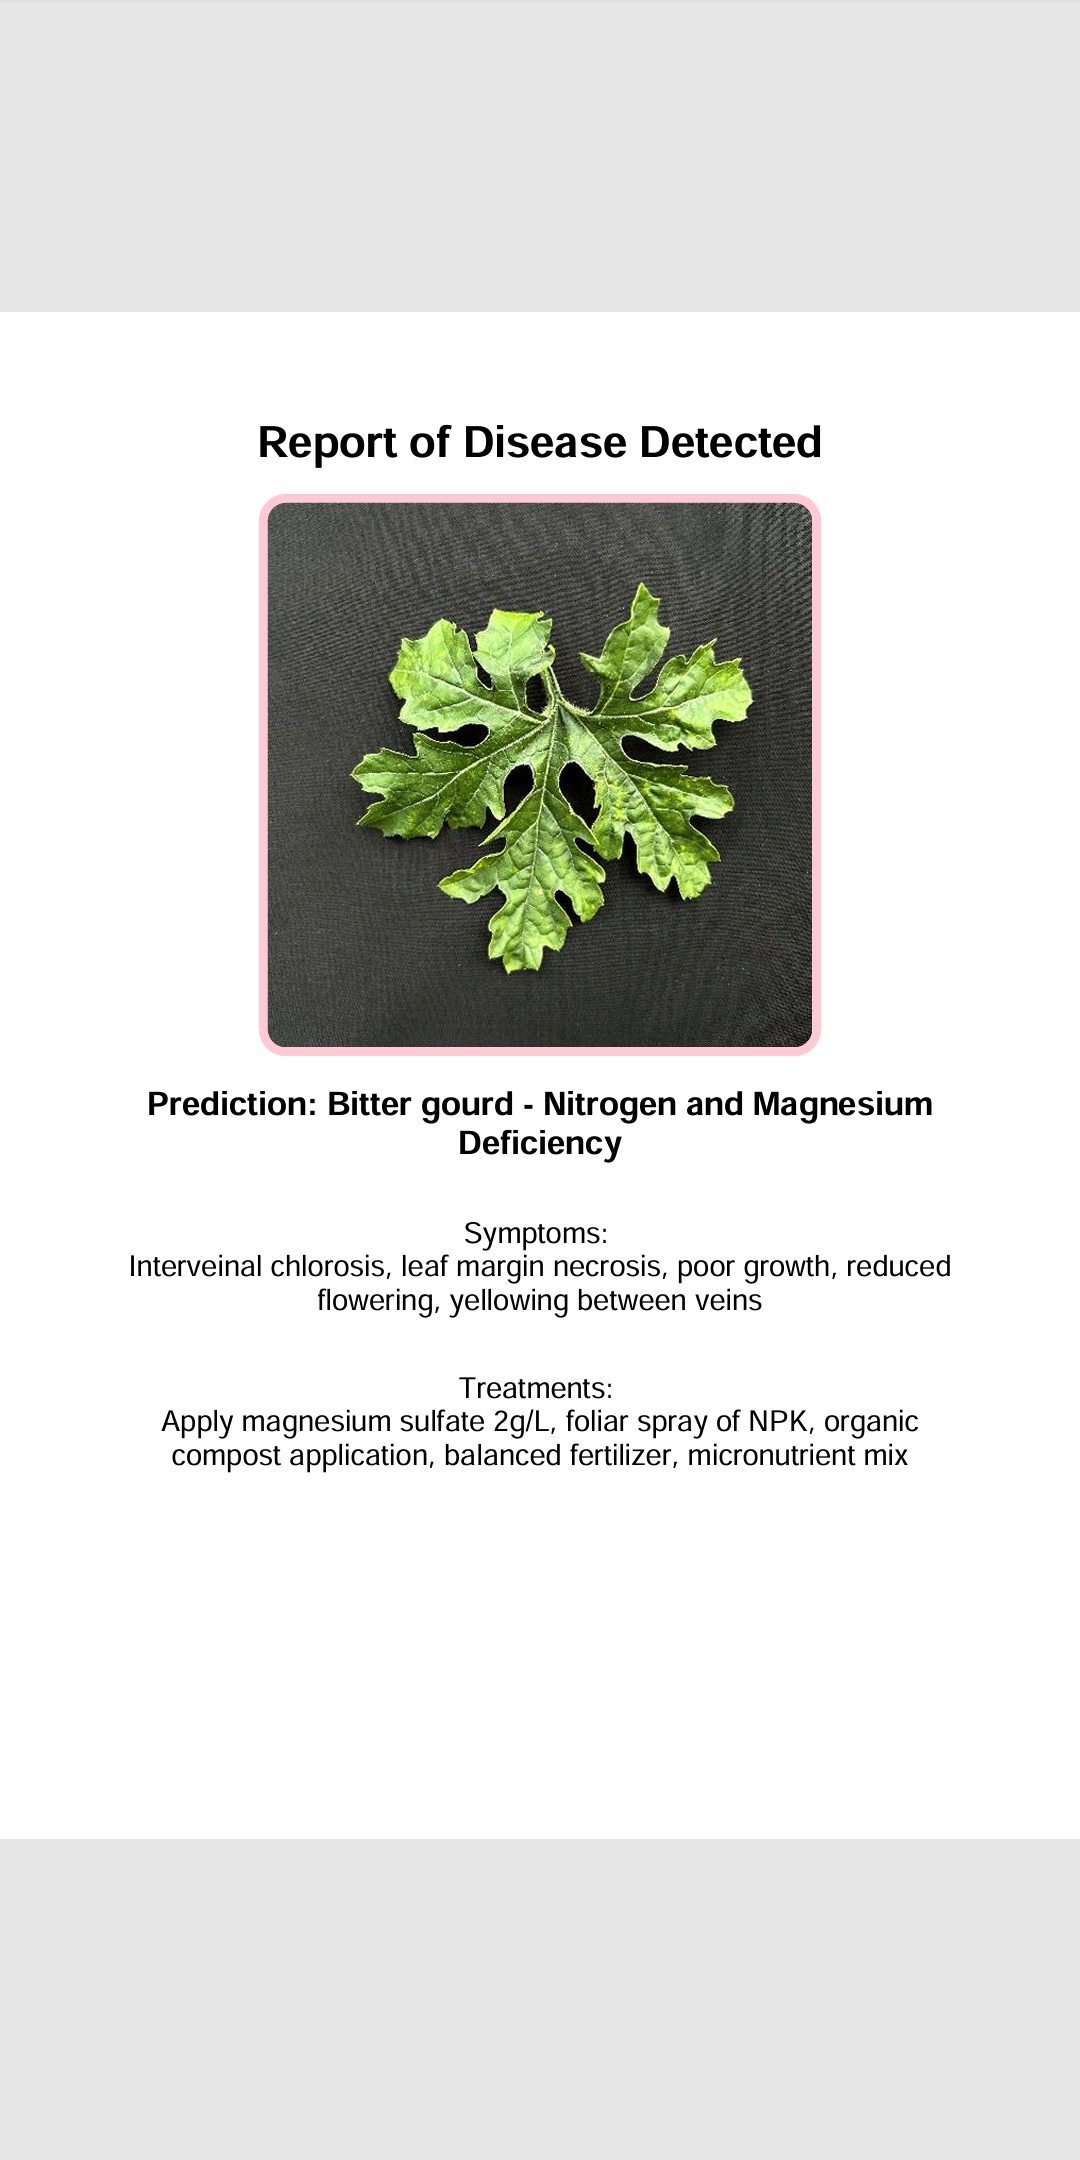 Report of Disease Detected
Prediction: Bitter gourd - Nitrogen and Magnesium
Deficiency
Symptoms:
Interveinal chlorosis, leaf margin necrosis, poor growth, reduced
flowering, yellowing between veins
Treatments:
Apply magnesium sulfate 2g/L, foliar spray of NPK, organic
compost application, balanced fertilizer, micronutrient mix